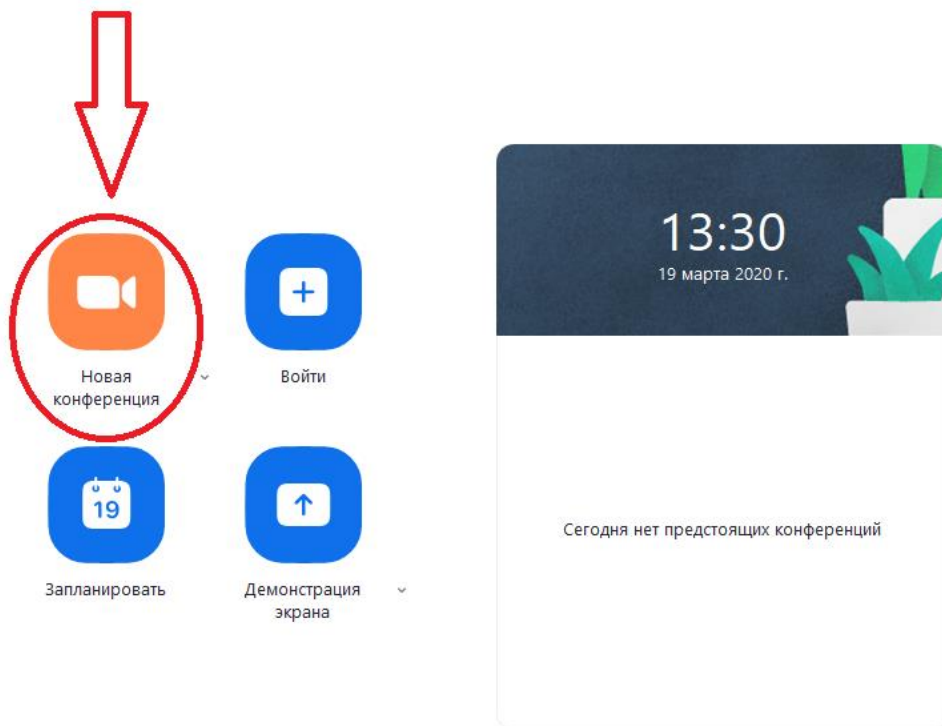 13:30
19 марта 2020 г.
Новая
конференция
Войти
19
Запланировать
Демонстрация
экрана
Сегодня нет предстоящих конференций